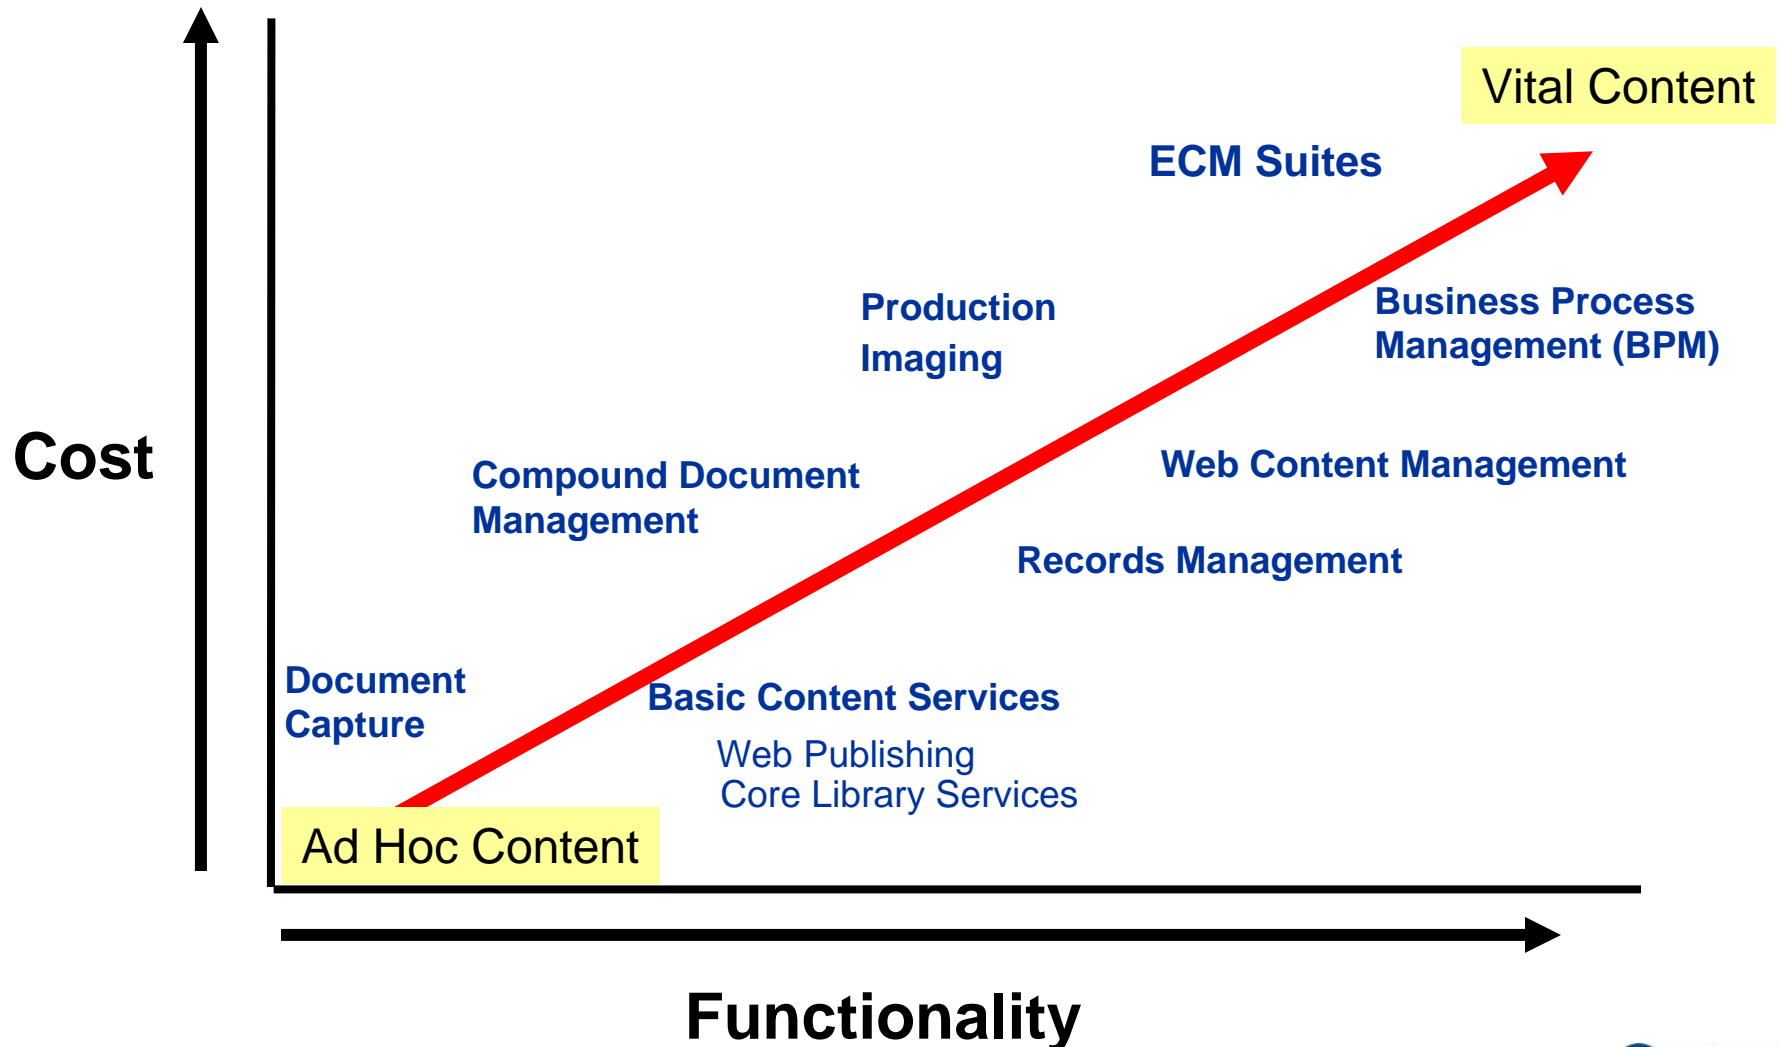 Vital Content
ECM Suites
Production
Imaging
Business Process
Management (BPM)
Cost
Compound Document
Management
Web Content Management
Records Management
Document
Capture
Basic Content Services
Web Publishing
Core Library Services
Ad Hoc Content
Functionality